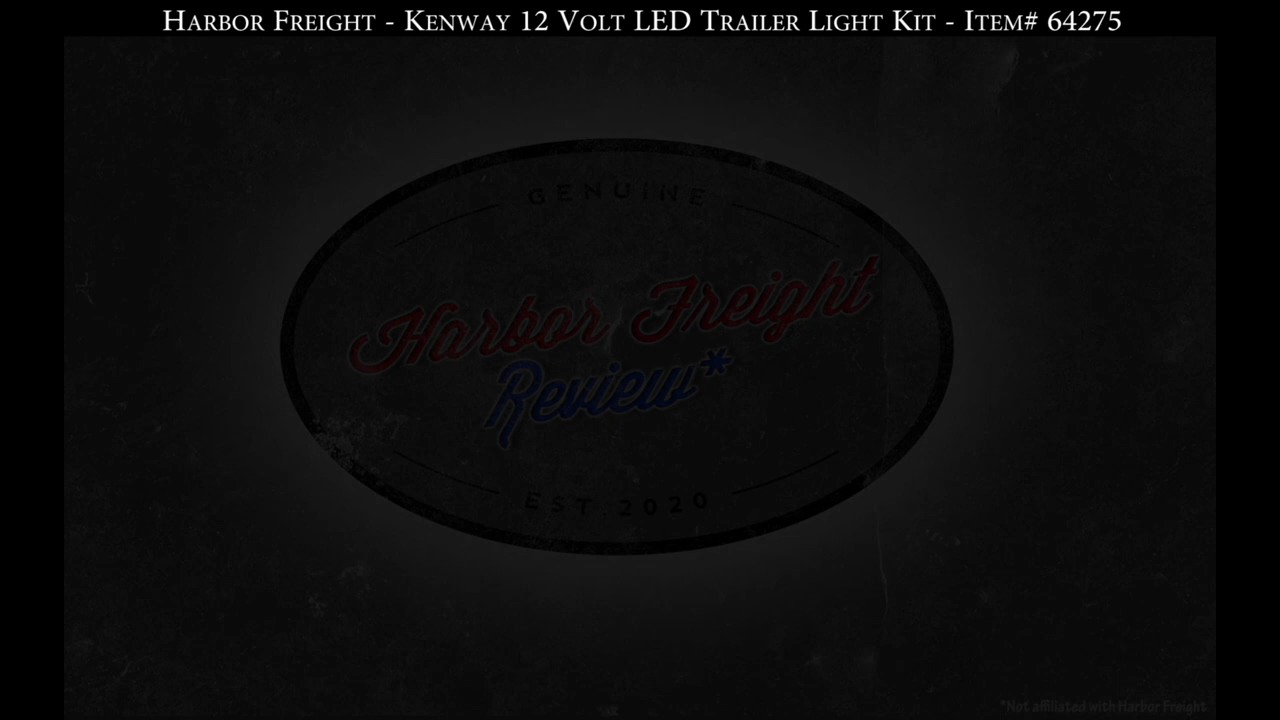 Harbor Freight - Kenway 12 Volt LED Trailer Light Kit - Item# 64275
GENUINE
Harbor Freight
Review*
EST. 2020
*Not affiliated with Harbor Freight